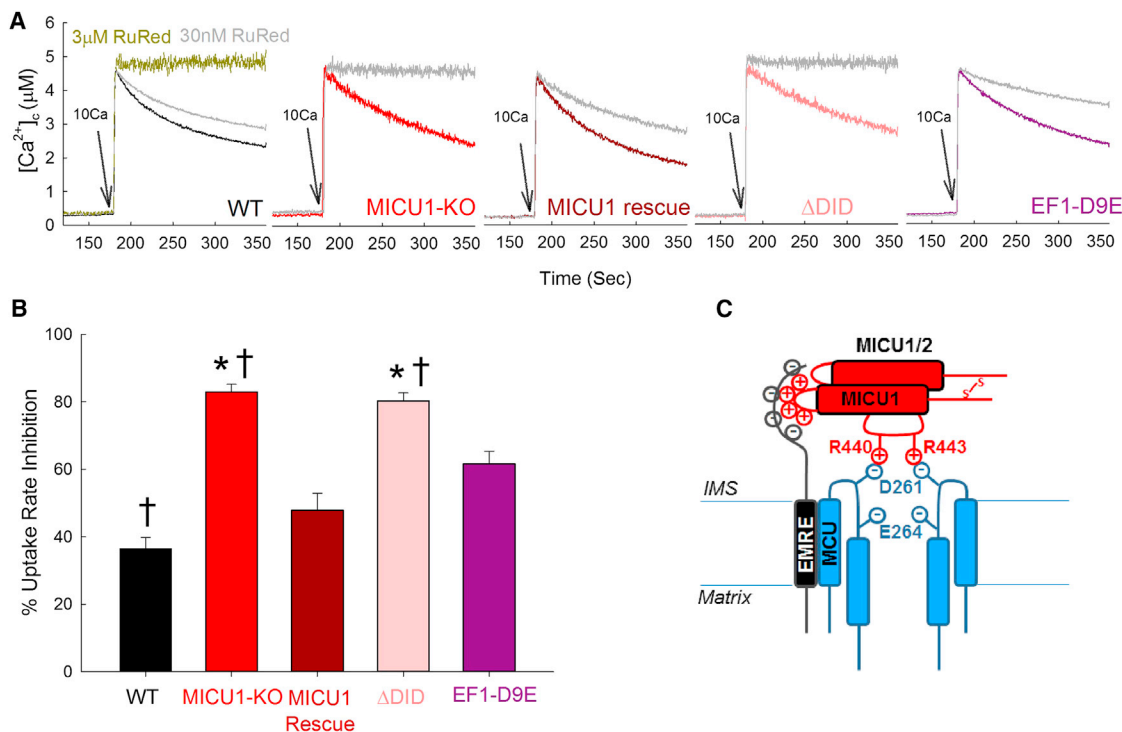 A
3μM RuRed 30nM RuRed
[Ca²⁺]c (μM)
6
5
4
3
2
1
0
10Ca
10Ca
10Ca
10Ca
10Ca
WT
MICU1-KO
MICU1 rescue
ΔDID
EF1-D9E
150 200 250 300 350
150 200 250 300 350
150 200 250 300 350
150 200 250 300 350
150 200 250 300 350
Time (Sec)
B
% Uptake Rate Inhibition
100
80
60
40
20
0
†
* †
* †
WT
MICU1-KO
MICU1
Rescue
ΔDID
EF1-D9E
C
MICU1/2
MICU1
s s
R440
R443
D261
E264
IMS
EMRE
MCU
Matrix